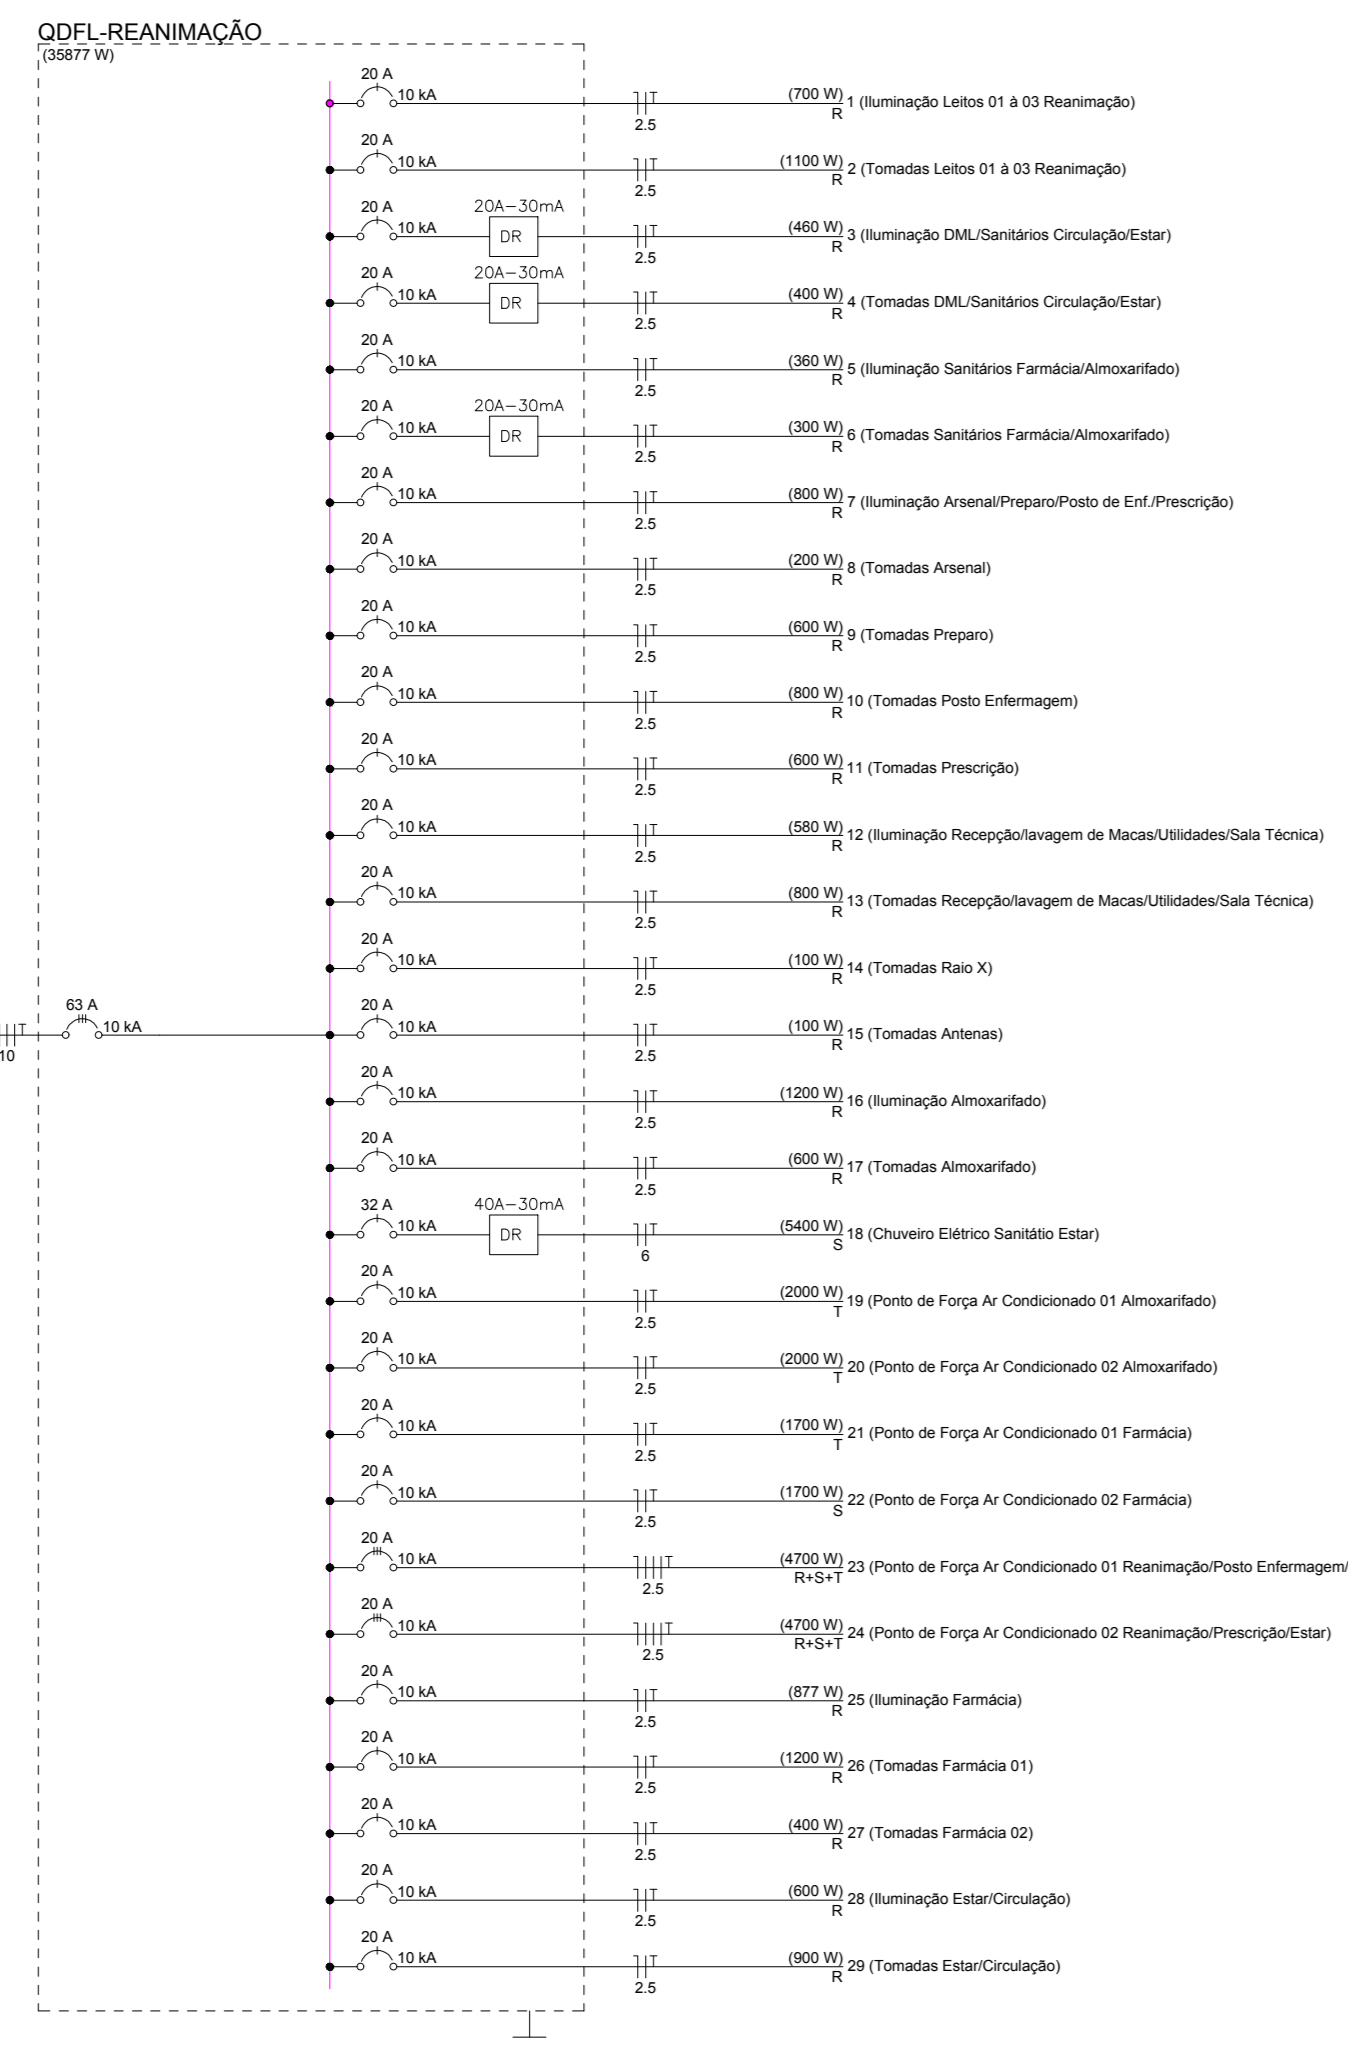 QDFL-REANIMAÇÃO
(35877 W)
20 A
10 kA
T
2.5
(700 W)
R
1 (Iluminação Leitos 01 à 03 Reanimação)
20 A
10 kA
T
2.5
(1100 W)
R
2 (Tomadas Leitos 01 à 03 Reanimação)
20 A
10 kA
20A-30mA
DR
T
2.5
(460 W)
R
3 (Iluminação DML/Sanitários Circulação/Estar)
20 A
10 kA
20A-30mA
DR
T
2.5
(400 W)
R
4 (Tomadas DML/Sanitários Circulação/Estar)
20 A
10 kA
T
2.5
(360 W)
R
5 (Iluminação Sanitários Farmácia/Almoxarifado)
20 A
10 kA
20A-30mA
DR
T
2.5
(300 W)
R
6 (Tomadas Sanitários Farmácia/Almoxarifado)
20 A
10 kA
T
2.5
(800 W)
R
7 (Iluminação Arsenal/Preparo/Posto de Enf./Prescrição)
20 A
10 kA
T
2.5
(200 W)
R
8 (Tomadas Arsenal)
20 A
10 kA
T
2.5
(600 W)
R
9 (Tomadas Preparo)
20 A
10 kA
T
2.5
(800 W)
R
10 (Tomadas Posto Enfermagem)
20 A
10 kA
T
2.5
(600 W)
R
11 (Tomadas Prescrição)
20 A
10 kA
T
2.5
(580 W)
R
12 (Iluminação Recepção/lavagem de Macas/Utilidades/Sala Técnica)
20 A
10 kA
T
2.5
(800 W)
R
13 (Tomadas Recepção/lavagem de Macas/Utilidades/Sala Técnica)
20 A
10 kA
T
2.5
(100 W)
R
14 (Tomadas Raio X)
T
10
63 A
10 kA
20 A
10 kA
T
2.5
(100 W)
R
15 (Tomadas Antenas)
20 A
10 kA
T
2.5
(1200 W)
R
16 (Iluminação Almoxarifado)
20 A
10 kA
T
2.5
(600 W)
R
17 (Tomadas Almoxarifado)
32 A
10 kA
40A-30mA
DR
T
6
(5400 W)
S
18 (Chuveiro Elétrico Sanitátio Estar)
20 A
10 kA
T
2.5
(2000 W)
T
19 (Ponto de Força Ar Condicionado 01 Almoxarifado)
20 A
10 kA
T
2.5
(2000 W)
T
20 (Ponto de Força Ar Condicionado 02 Almoxarifado)
20 A
10 kA
T
2.5
(1700 W)
T
21 (Ponto de Força Ar Condicionado 01 Farmácia)
20 A
10 kA
T
2.5
(1700 W)
S
22 (Ponto de Força Ar Condicionado 02 Farmácia)
20 A
10 kA
T
2.5
(4700 W)
R+S+T
23 (Ponto de Força Ar Condicionado 01 Reanimação/Posto Enfermagem/
20 A
10 kA
T
2.5
(4700 W)
R+S+T
24 (Ponto de Força Ar Condicionado 02 Reanimação/Prescrição/Estar)
20 A
10 kA
T
2.5
(877 W)
R
25 (Iluminação Farmácia)
20 A
10 kA
T
2.5
(1200 W)
R
26 (Tomadas Farmácia 01)
20 A
10 kA
T
2.5
(400 W)
R
27 (Tomadas Farmácia 02)
20 A
10 kA
T
2.5
(600 W)
R
28 (Iluminação Estar/Circulação)
20 A
10 kA
T
2.5
(900 W)
R
29 (Tomadas Estar/Circulação)